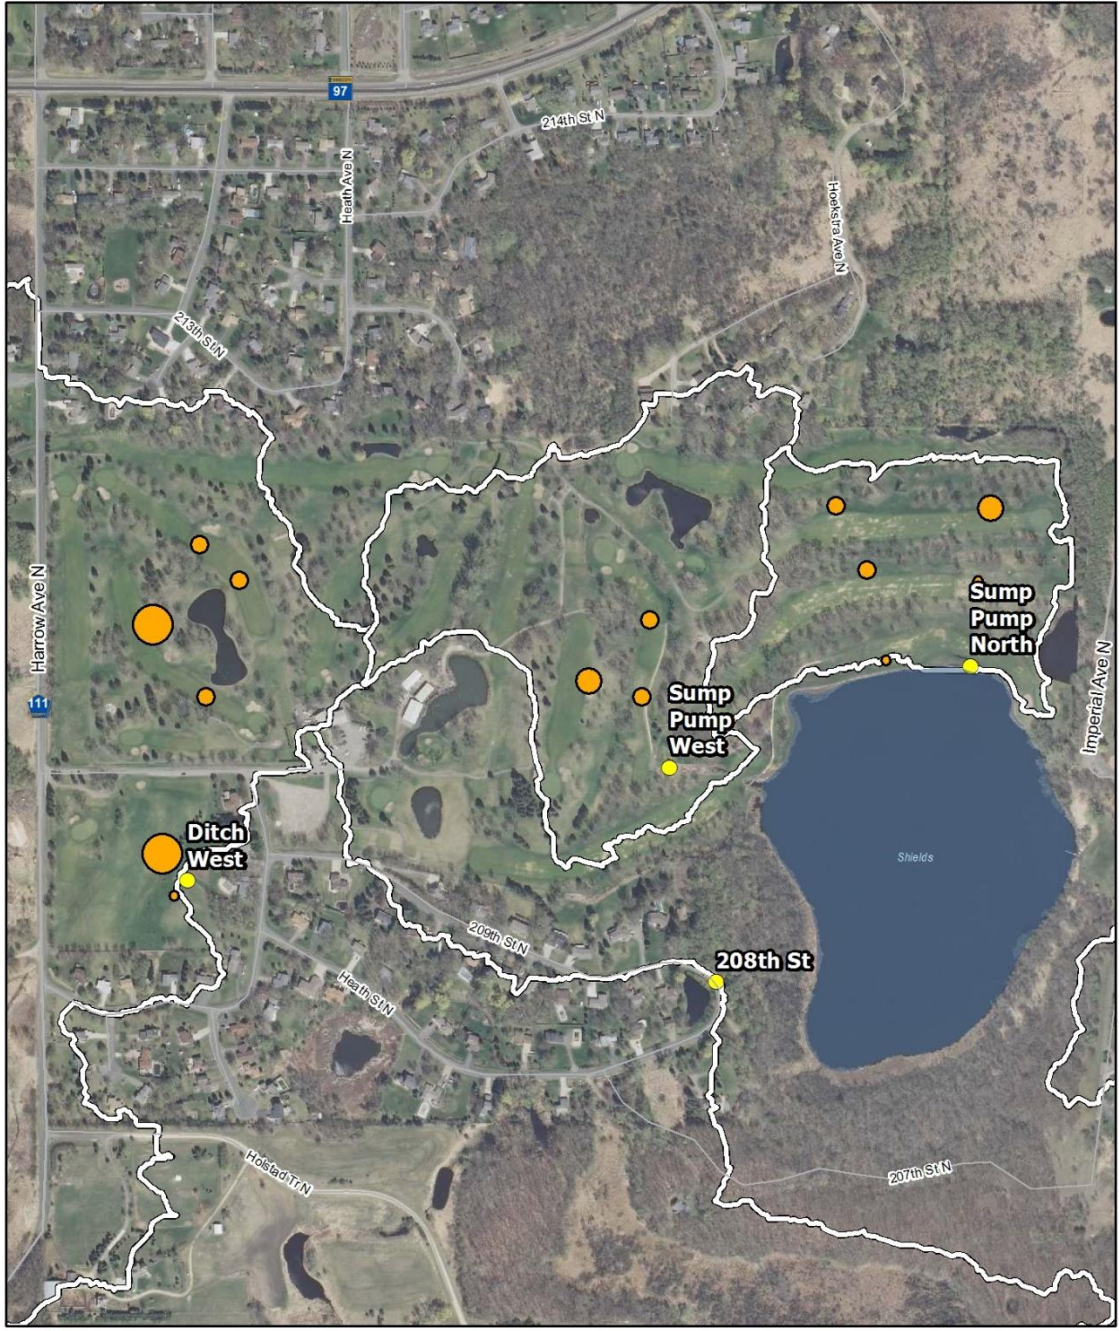 97
214th St N
Heath Ave N
Hoekstra Ave N
213th St N
Harrow Ave N
Sump
Pump
North
Imperial Ave N
111
Sump
Pump
West
Ditch
West
Shields
209th St N
208th St
Heath St N
Holstad Tr N
207th St N